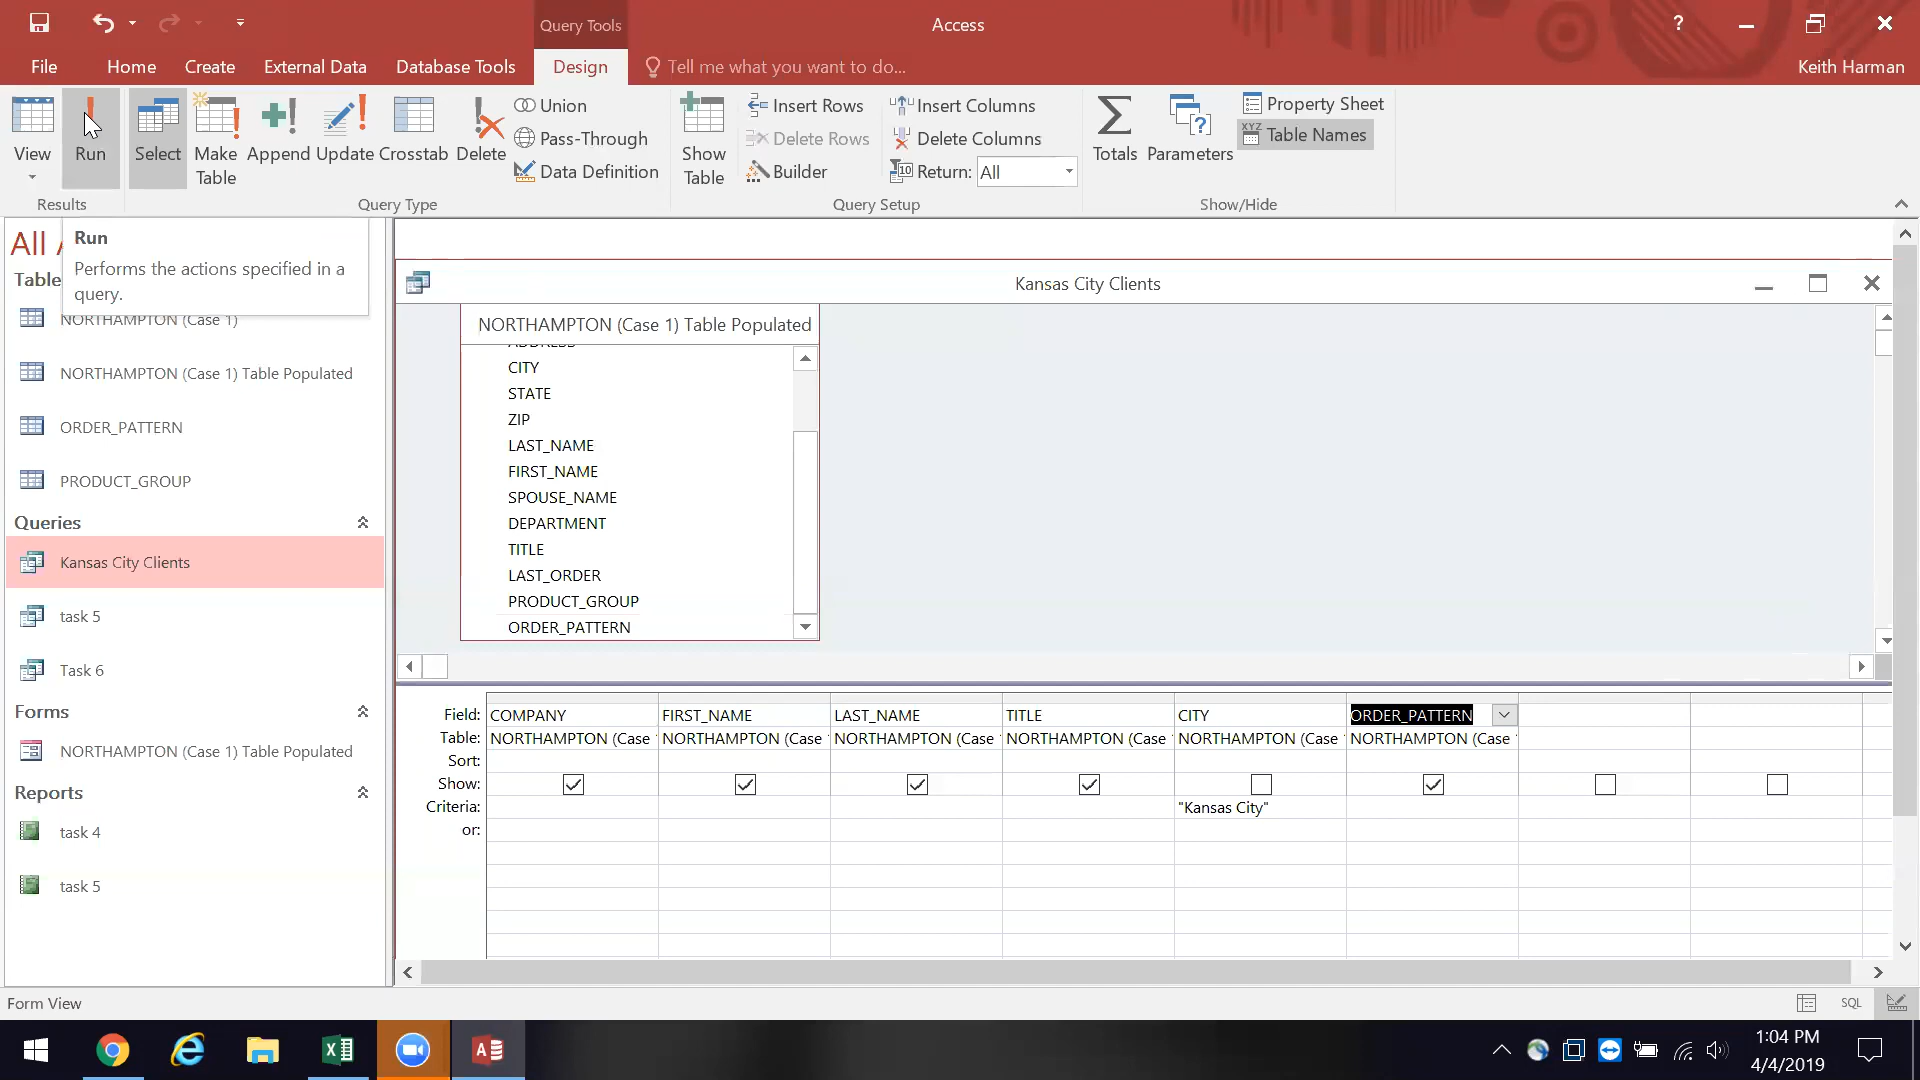 Query Tools
Access
File Home Create External Data Database Tools Design Tell me what you want to do...
Keith Harman
View
Run
Select
Make Table
Append
Update
Crosstab
Delete
Union
Pass-Through
Data Definition
Show Table
Insert Rows
Delete Rows
Builder
Insert Columns
Delete Columns
Return: All
Totals
Parameters
Property Sheet
Table Names
Results
Query Type
Query Setup
Show/Hide
All
Run
Performs the actions specified in a
query.
Table
NORTHAMPTON (Case 1)
NORTHAMPTON (Case 1) Table Populated
ORDER_PATTERN
PRODUCT_GROUP
Queries
Kansas City Clients
task 5
Task 6
Forms
NORTHAMPTON (Case 1) Table Populated
Reports
task 4
task 5
Kansas City Clients
NORTHAMPTON (Case 1) Table Populated
ADDRESS
CITY
STATE
ZIP
LAST_NAME
FIRST_NAME
SPOUSE_NAME
DEPARTMENT
TITLE
LAST_ORDER
PRODUCT_GROUP
ORDER_PATTERN
Field: COMPANY FIRST_NAME LAST_NAME TITLE CITY ORDER_PATTERN
Table: NORTHAMPTON (Case NORTHAMPTON (Case NORTHAMPTON (Case NORTHAMPTON (Case NORTHAMPTON (Case NORTHAMPTON (Case
Sort:
Show:
Criteria: "Kansas City"
or:
Form View
SQL
1:04 PM
4/4/2019